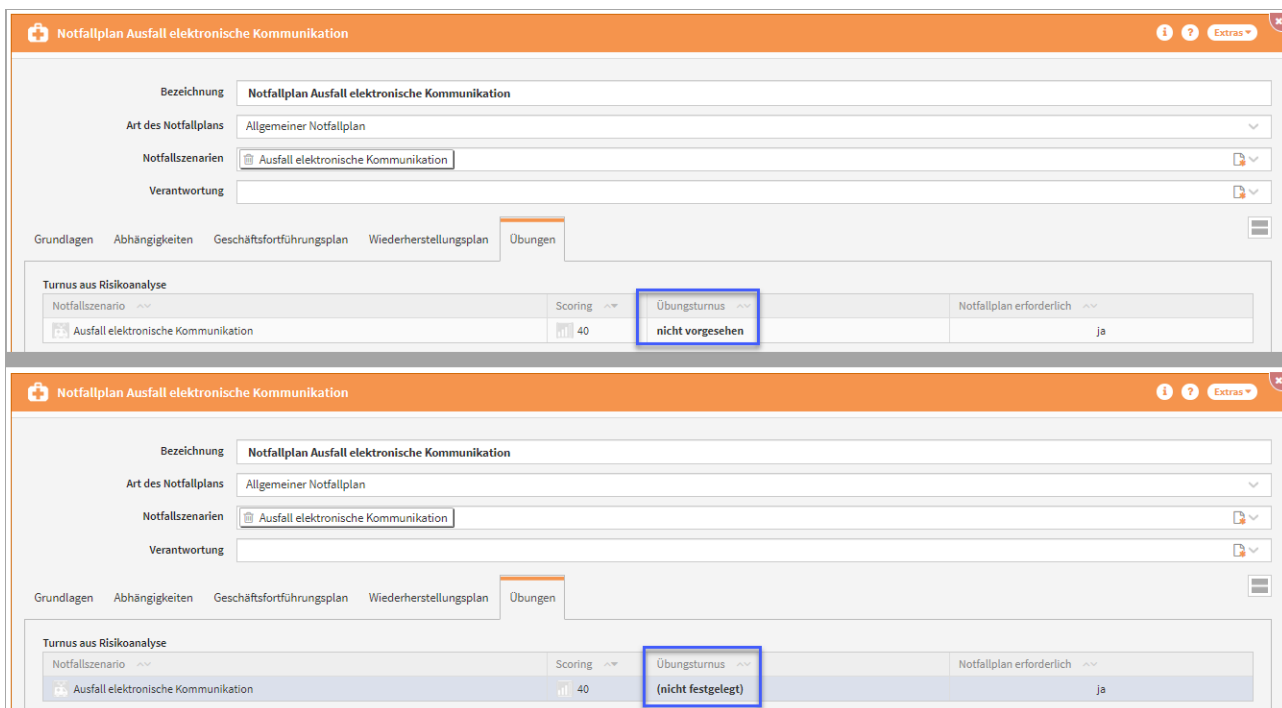 Notfallplan Ausfall elektronische Kommunikation
i ? Extras
Bezeichnung Notfallplan Ausfall elektronische Kommunikation
Art des Notfallplans Allgemeiner Notfallplan
Notfallszenarien Ausfall elektronische Kommunikation
Verantwortung
Grundlagen Abhängigkeiten Geschäftsfortführungsplan Wiederherstellungsplan Übungen
Turnus aus Risikoanalyse
Notfallszenario Scoring Übungsturnus Notfallplan erforderlich
Ausfall elektronische Kommunikation 40 nicht vorgesehen ja
Notfallplan Ausfall elektronische Kommunikation
i ? Extras
Bezeichnung Notfallplan Ausfall elektronische Kommunikation
Art des Notfallplans Allgemeiner Notfallplan
Notfallszenarien Ausfall elektronische Kommunikation
Verantwortung
Grundlagen Abhängigkeiten Geschäftsfortführungsplan Wiederherstellungsplan Übungen
Turnus aus Risikoanalyse
Notfallszenario Scoring Übungsturnus Notfallplan erforderlich
Ausfall elektronische Kommunikation 40 (nicht festgelegt) ja